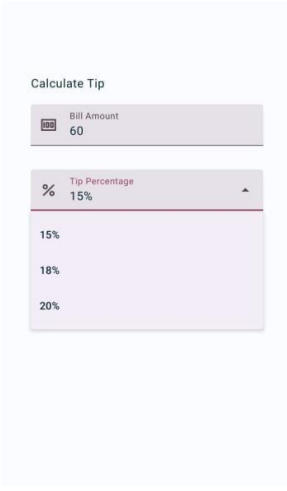 Calculate Tip
Bill Amount
60
Tip Percentage
15%
15%
18%
20%